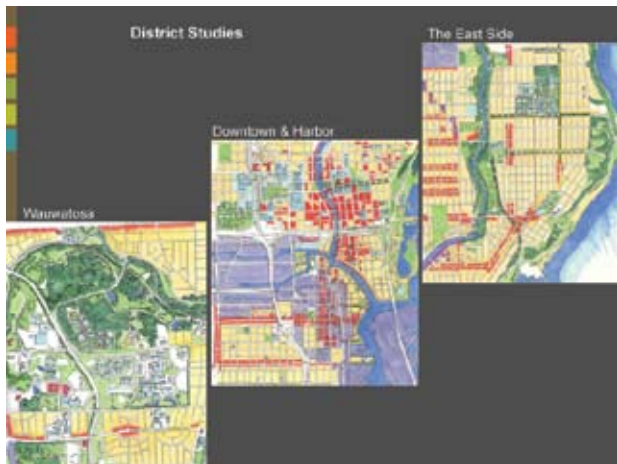 District Studies
The East Side
Downtown & Harbor
Wauwatosa